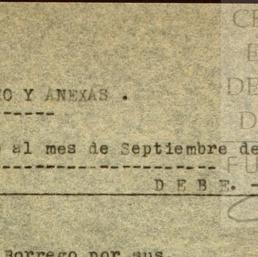 Y ANEXAS .
al mes de Septiembre de
D E B E. -
Borrego por sus